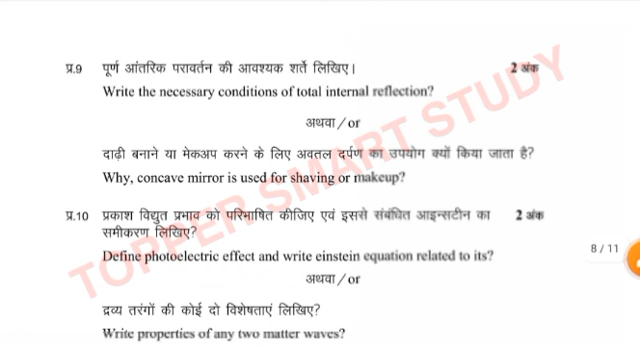 प्र.9 पूर्ण आंतरिक परावर्तन की आवश्यक शर्ते लिखिए। 2 अंक
Write the necessary conditions of total internal reflection?
अथवा/or
दाढ़ी बनाने या मेकअप करने के लिए अवतल दर्पण का उपयोग क्यों किया जाता है?
Why, concave mirror is used for shaving or makeup?
प्र.10 प्रकाश विद्युत प्रभाव को परिभाषित कीजिए एवं इससे संबंधित आइन्सटीन का 2 अंक
समीकरण लिखिए?
Define photoelectric effect and write einstein equation related to its?
8 / 11
अथवा/or
द्रव्य तरंगों की कोई दो विशेषताएं लिखिए?
Write properties of any two matter waves?
TOPPER SMART STUDY